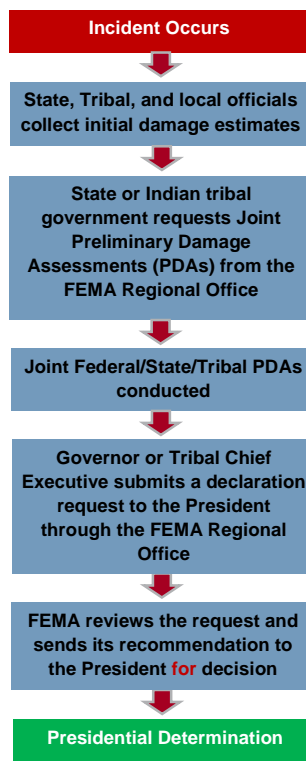 Incident Occurs
State, Tribal, and local officials
collect initial damage estimates
State or Indian tribal
government requests Joint
Preliminary Damage
Assessments (PDAs) from the
FEMA Regional Office
Joint Federal/State/Tribal PDAs
conducted
Governor or Tribal Chief
Executive submits a declaration
request to the President
through the FEMA Regional
Office
FEMA reviews the request and
sends its recommendation to
the President for decision
Presidential Determination